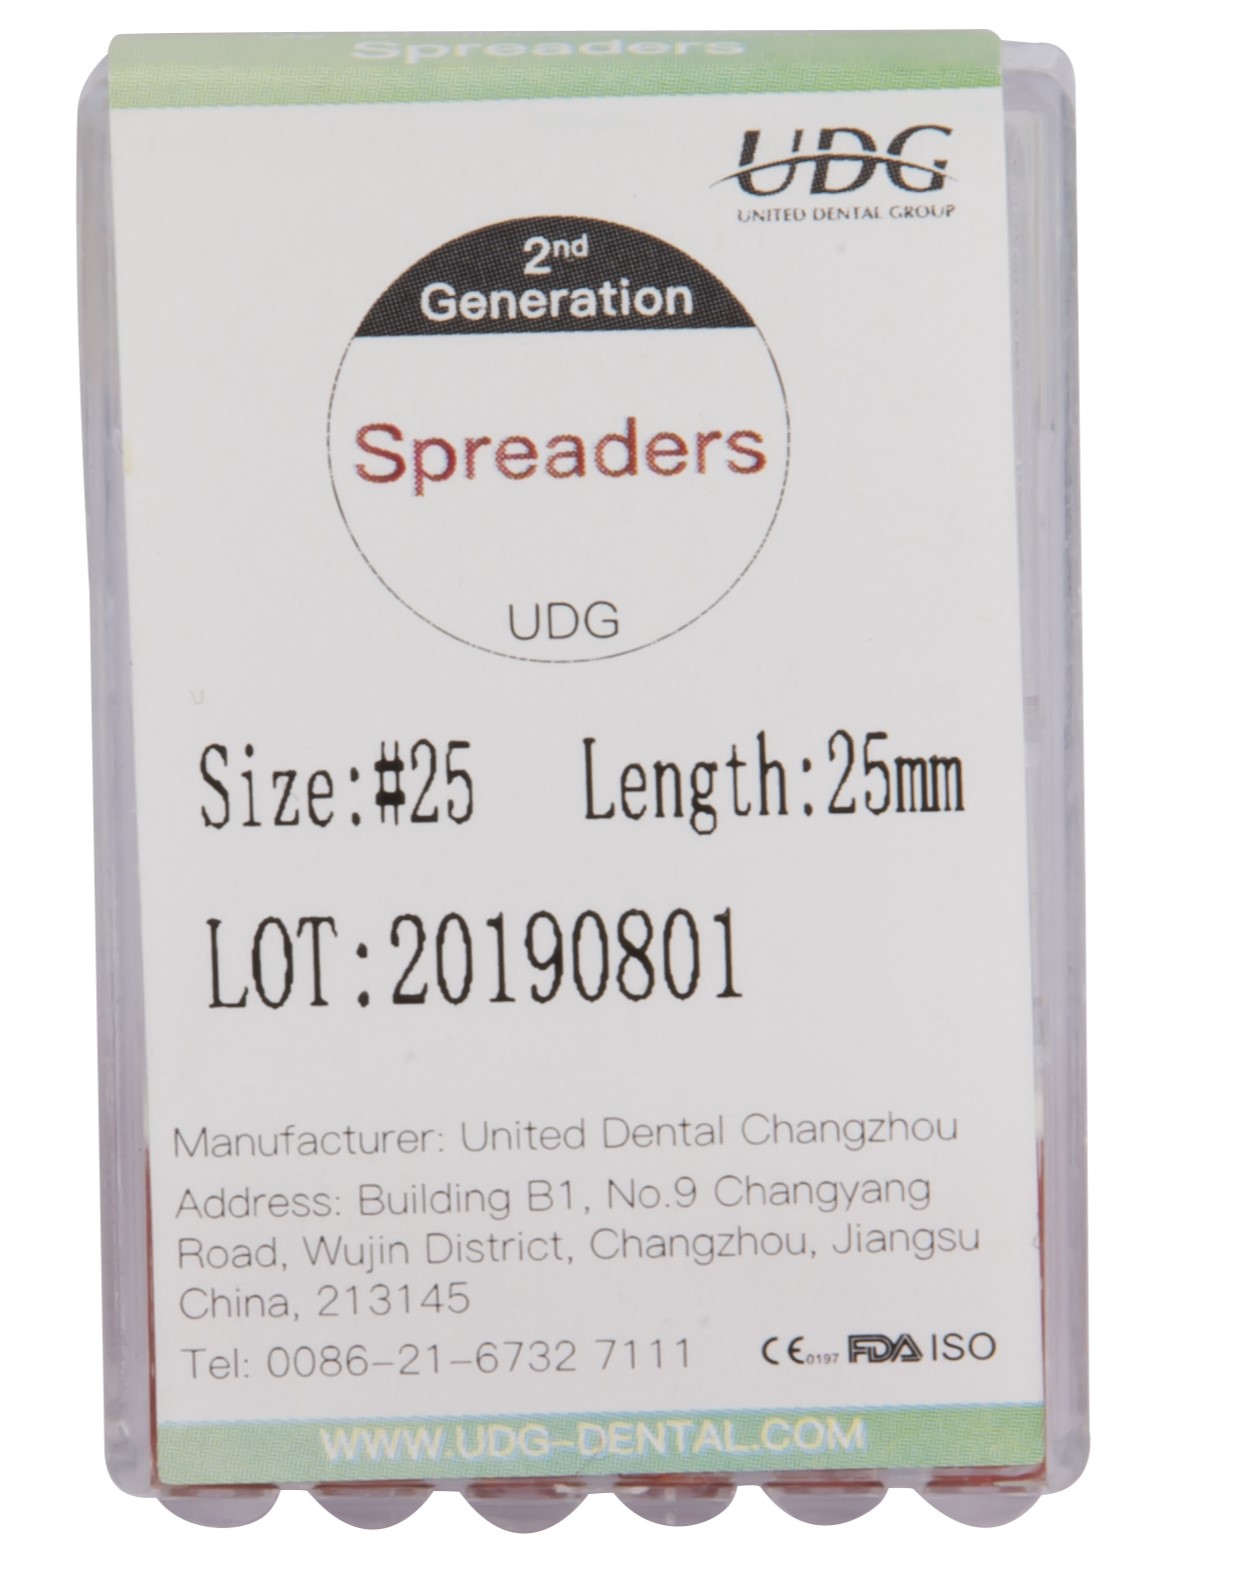 Spreaders
UDG
UNITED DENTAL GROUP
2nd
Generation
Spreaders
UDG
Size:#25 Length:25mm
LOT:20190801
Manufacturer: United Dental Changzhou
Address: Building B1, No.9 Changyang
Road, Wujin District, Changzhou, Jiangsu
China, 213145
Tel: 0086-21-6732 7111 CE0197 FDA ISO
WWW.UDG-DENTAL.COM